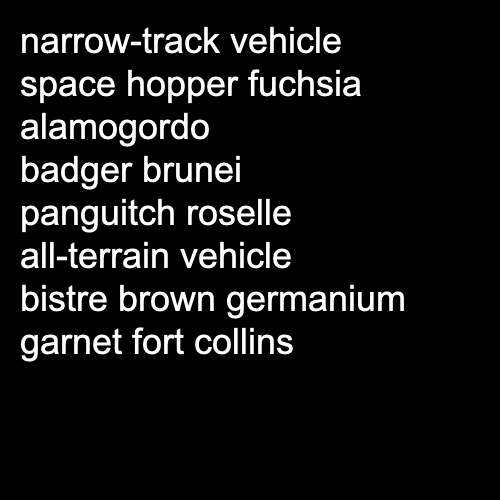 narrow-track vehicle
space hopper fuchsia
alamogordo
badger brunei
panguitch roselle
all-terrain vehicle
bistre brown germanium
garnet fort collins